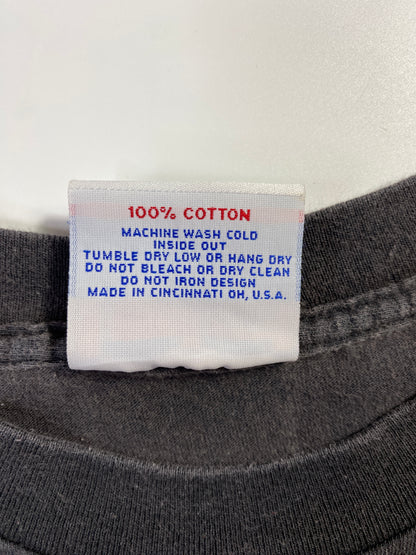 100% COTTON
MACHINE WASH COLD
INSIDE OUT
TUMBLE DRY LOW OR HANG DRY
DO NOT BLEACH OR DRY CLEAN
DO NOT IRON DESIGN
MADE IN CINCINNATI OH, U.S.A.